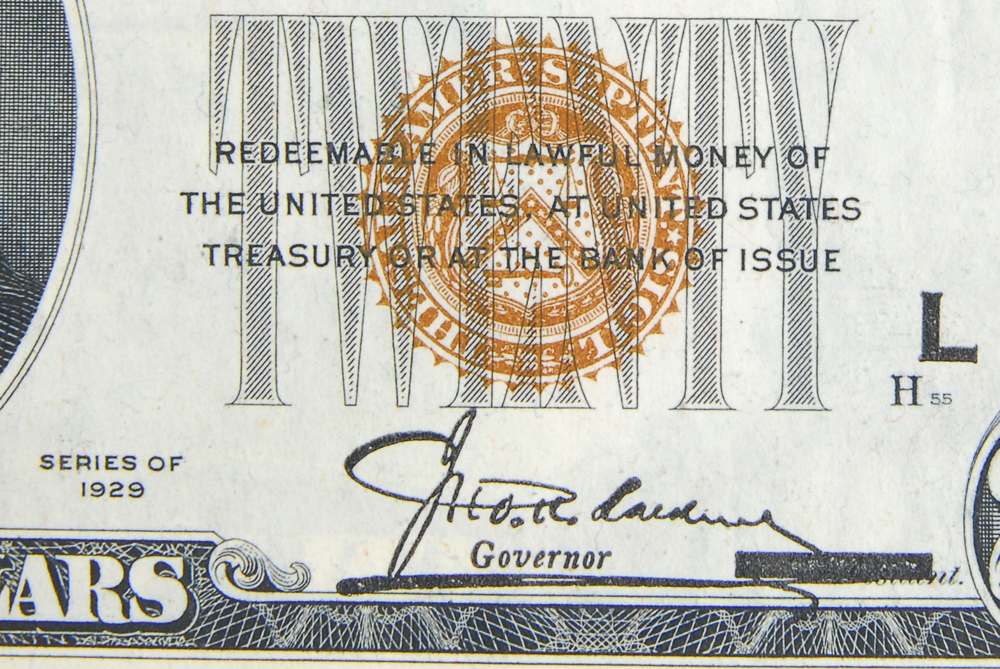 TWENTY
AMER.
REDEEMABLE IN LAWFUL MONEY OF
THE UNITED STATES, AT UNITED STATES
TREASURY OR AT THE BANK OF ISSUE
L
H 55
SERIES OF
1929
Governor
ARS